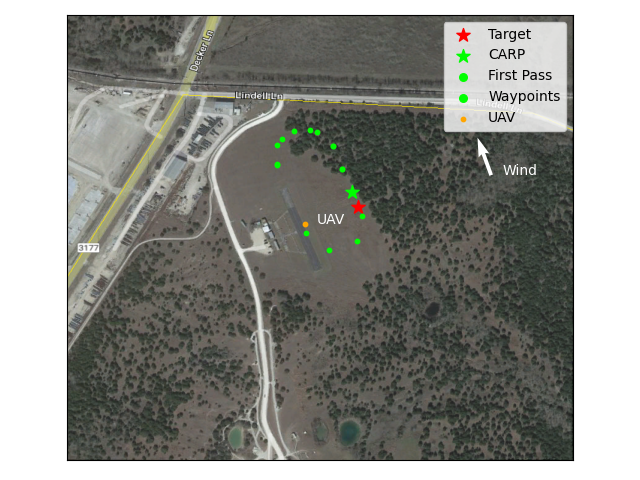 Target
CARP
First Pass
Waypoints
UAV
Decker Ln
Lindell Ln
Wind
UAV
3177